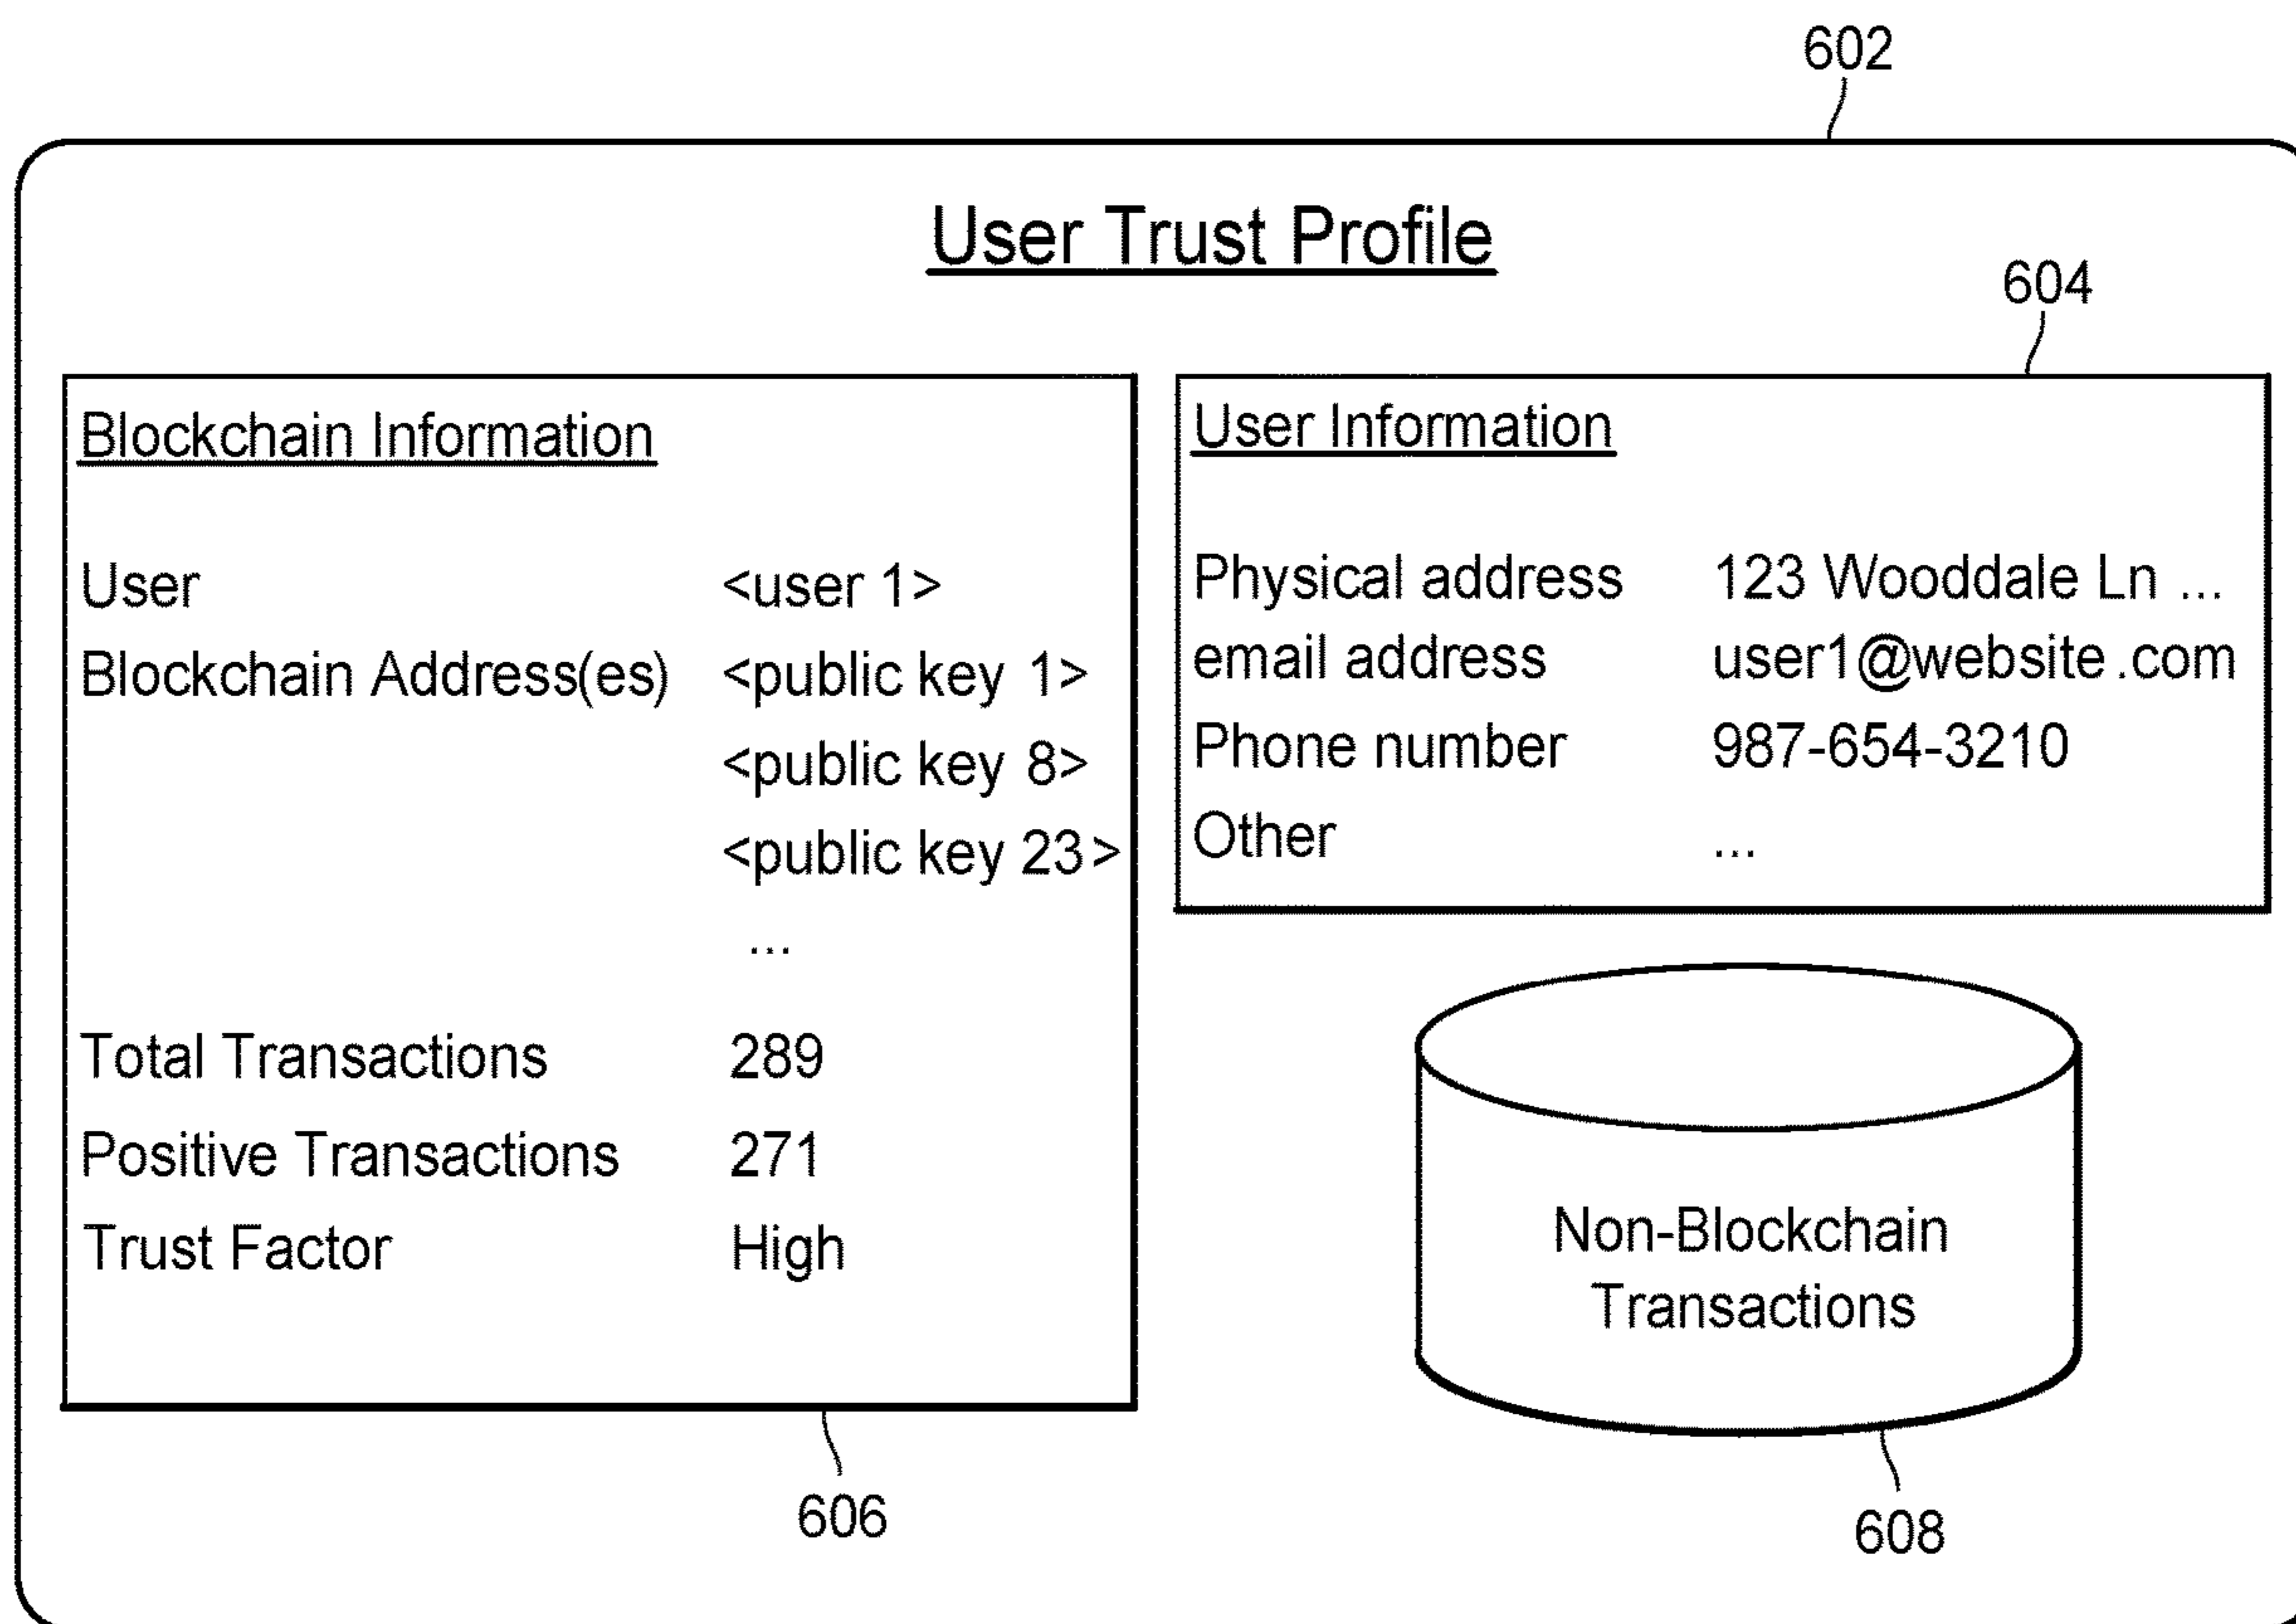 602
User Trust Profile
604
Blockchain Information
User <user 1>
Blockchain Address(es) <public key 1>
<public key 8>
<public key 23>
...
Total Transactions 289
Positive Transactions 271
Trust Factor High
606
User Information
Physical address 123 Wooddale Ln ...
email address user1@website.com
Phone number 987-654-3210
Other ...
Non-Blockchain
Transactions
608